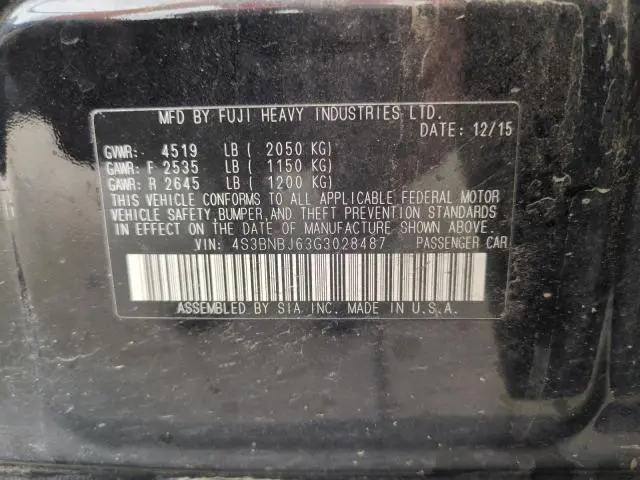 MFD BY FUJI HEAVY INDUSTRIES LTD.
DATE: 12/15
GVWR: 4519 LB ( 2050 KG)
GAWR: F 2535 LB ( 1150 KG)
GAWR: R 2645 LB ( 1200 KG)
THIS VEHICLE CONFORMS TO ALL APPLICABLE FEDERAL MOTOR
VEHICLE SAFETY,BUMPER,AND THEFT PREVENTION STANDARDS
IN EFFECT ON THE DATE OF MANUFACTURE SHOWN ABOVE.
VIN: 4S3BNBJ63G3028487 PASSENGER CAR
ASSEMBLED BY SIA INC. MADE IN U.S.A.